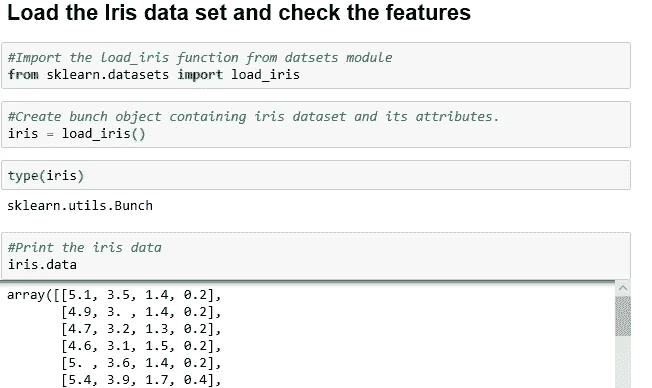 Load the Iris data set and check the features
#Import the load_iris function from datsets module
from sklearn.datasets import load_iris
#Create bunch object containing iris dataset and its attributes.
iris = load_iris()
type(iris)
sklearn.utils.Bunch
#Print the iris data
iris.data
array([[5.1, 3.5, 1.4, 0.2],
       [4.9, 3. , 1.4, 0.2],
       [4.7, 3.2, 1.3, 0.2],
       [4.6, 3.1, 1.5, 0.2],
       [5. , 3.6, 1.4, 0.2],
       [5.4, 3.9, 1.7, 0.4],